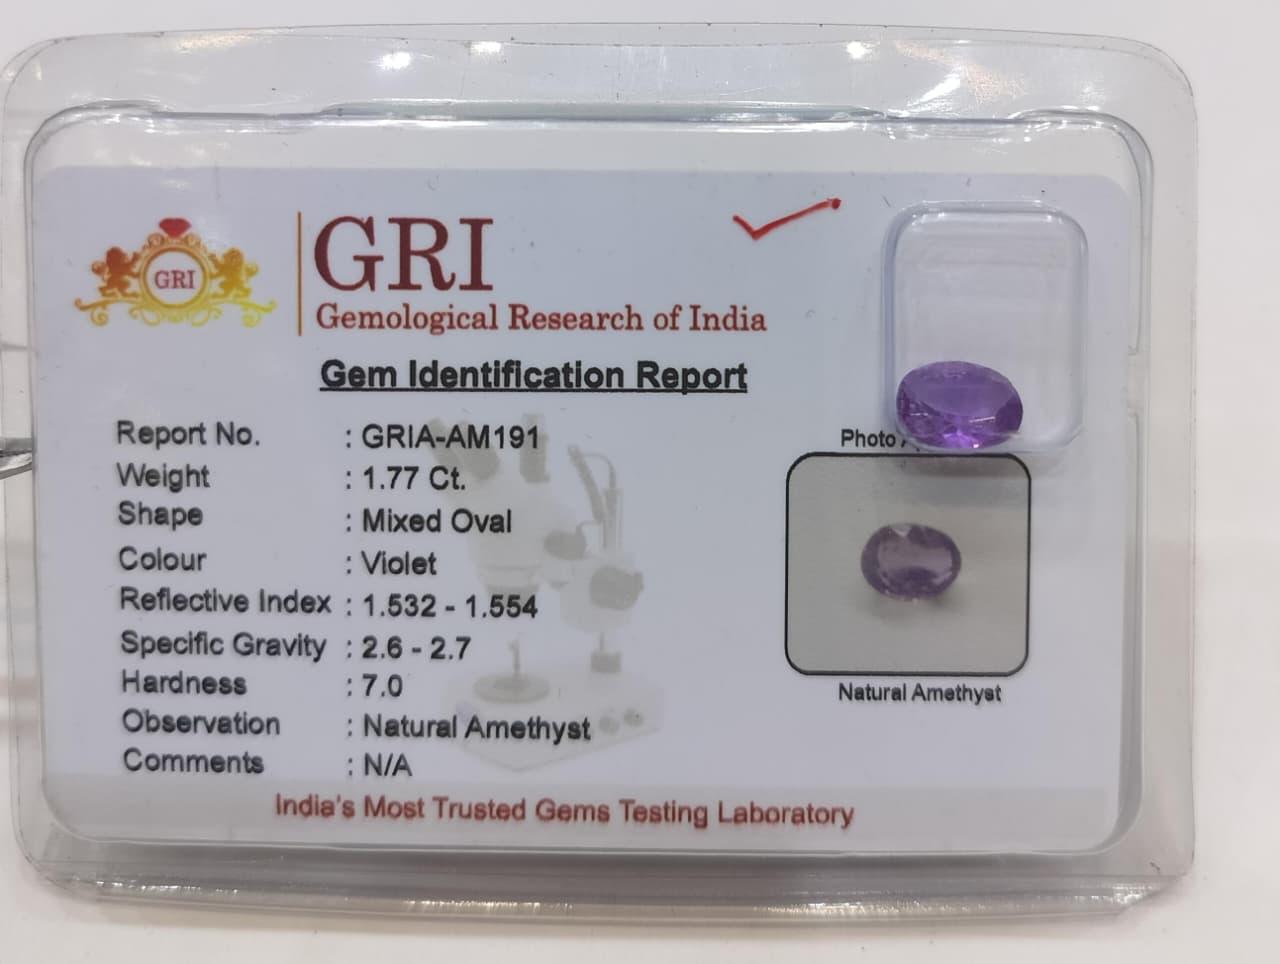 GRI
GRI
Gemological Research of India
Gem Identification Report
Report No. : GRIA-AM191
Weight : 1.77 Ct.
Shape : Mixed Oval
Colour : Violet
Reflective Index : 1.532 - 1.554
Specific Gravity : 2.6 - 2.7
Hardness : 7.0
Observation : Natural Amethyst
Comments : N/A
Photo
Natural Amethyst
India's Most Trusted Gems Testing Laboratory